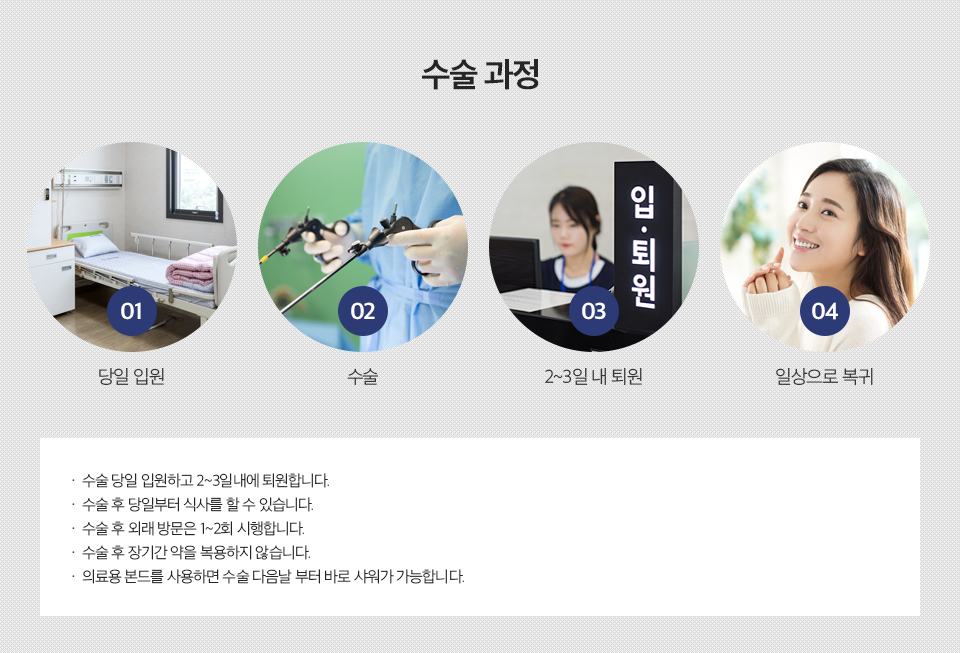 수술 과정
입·퇴원
01
02
03
04
당일 입원
수술
2~3일 내 퇴원
일상으로 복귀
· 수술 당일 입원하고 2~3일내에 퇴원합니다.
· 수술 후 당일부터 식사를 할 수 있습니다.
· 수술 후 외래 방문은 1~2회 시행합니다.
· 수술 후 장기간 약을 복용하지 않습니다.
· 의료용 본드를 사용하면 수술 다음날 부터 바로 샤워가 가능합니다.